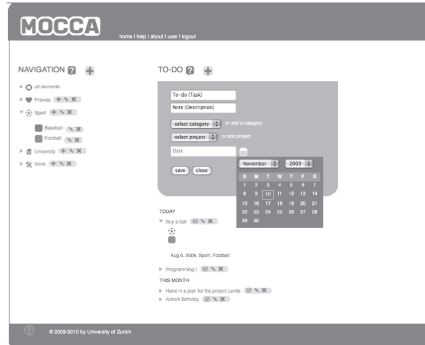 MOCCA
home I help I about I user I logout
NAVIGATION ?
TO-DO ?
all elements
Friends
Sport
Baseball
Football
University
Work
To-do (Task)
Note (Description)
select category or add a category
select project or add project
Date
save close
November 2009
S M T W T F S
1 2 3 4 5 6 7
8 9 10 11 12 13 14
15 16 17 18 19 20 21
22 23 24 25 26 27 28
29 30
TODAY
Buy a ball
Aug 6, 2009, Sport, Football
Programming I
THIS MONTH
Hand in a plan for the project
Anna's Birthday
© 2009-2010 by University of Zurich